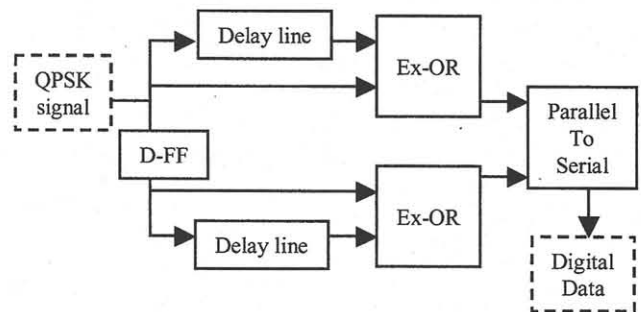 Delay line
QPSK
signal
Ex-OR
Parallel
To
Serial
D-FF
Ex-OR
Delay line
Digital
Data